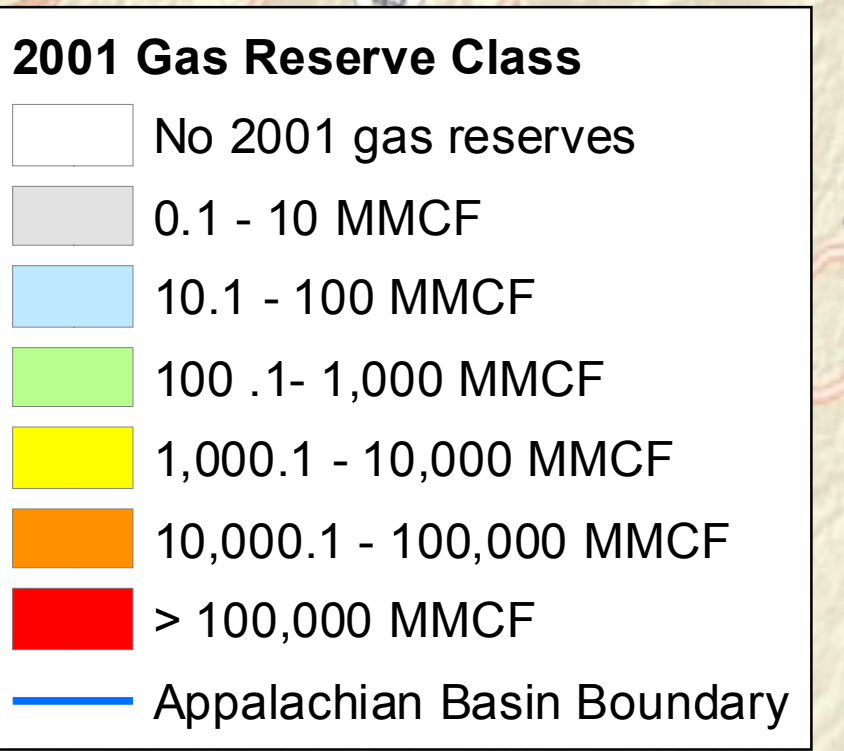 2001 Gas Reserve Class
No 2001 gas reserves
0.1 - 10 MMCF
10.1 - 100 MMCF
100 .1- 1,000 MMCF
1,000.1 - 10,000 MMCF
10,000.1 - 100,000 MMCF
> 100,000 MMCF
Appalachian Basin Boundary